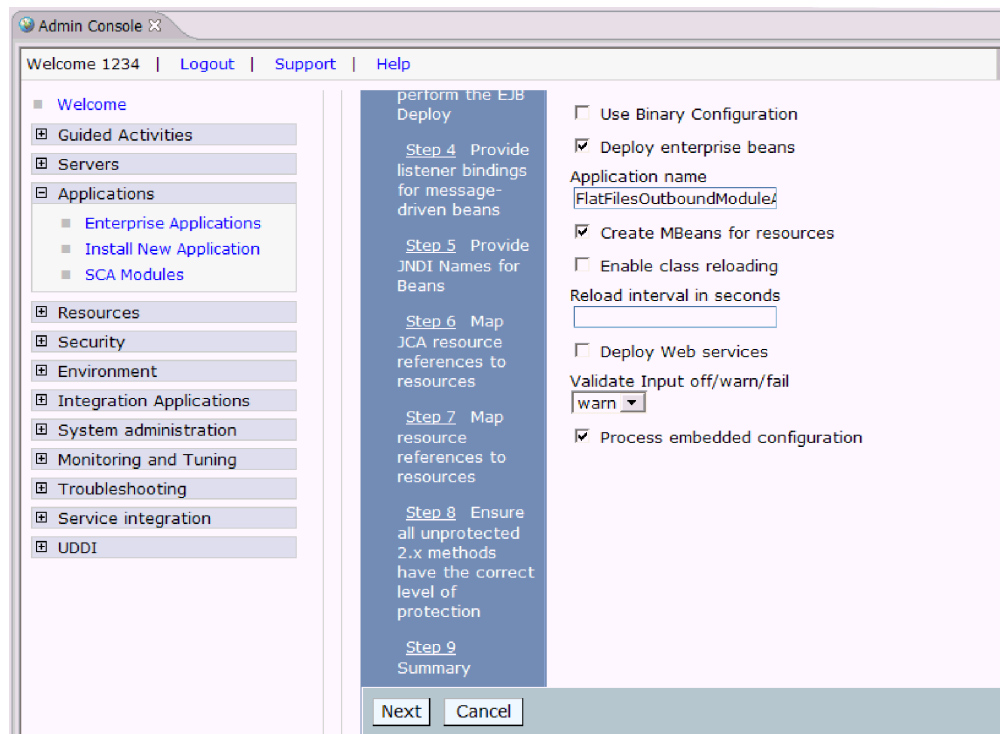 Admin Console
Welcome 1234 | Logout | Support | Help
Welcome
Guided Activities
Servers
Applications
Enterprise Applications
Install New Application
SCA Modules
Resources
Security
Environment
Integration Applications
System administration
Monitoring and Tuning
Troubleshooting
Service integration
UDDI
perform the EJB
Deploy
Step 4 Provide
listener bindings
for message-
driven beans
Step 5 Provide
JNDI Names for
Beans
Step 6 Map
JCA resource
references to
resources
Step 7 Map
resource
references to
resources
Step 8 Ensure
all unprotected
2.x methods
have the correct
level of
protection
Step 9
Summary
Use Binary Configuration
Deploy enterprise beans
Application name
FlatFilesOutboundModuleA
Create MBeans for resources
Enable class reloading
Reload interval in seconds
Deploy Web services
Validate Input off/warn/fail
warn
Process embedded configuration
Next Cancel